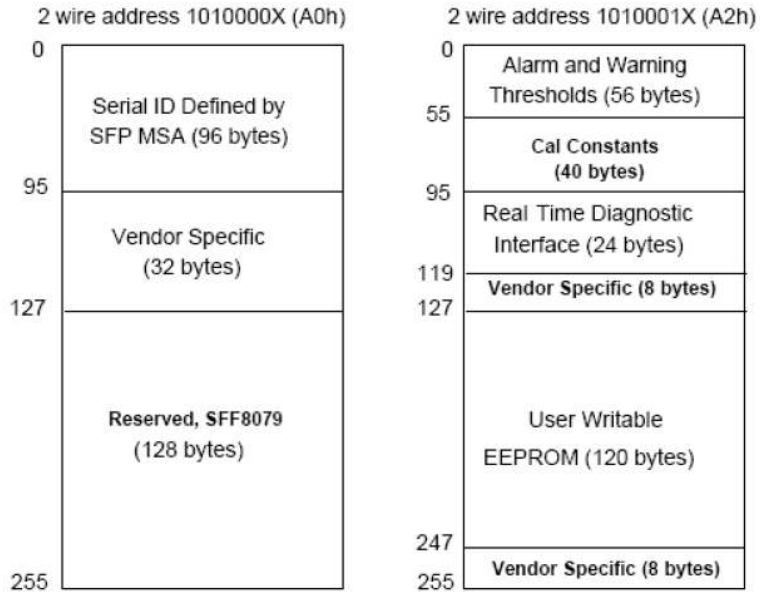 2 wire address 1010000X (A0h)
0
Serial ID Defined by
SFP MSA (96 bytes)
95
Vendor Specific
(32 bytes)
127
Reserved, SFF8079
(128 bytes)
255
2 wire address 1010001X (A2h)
0
Alarm and Warning
Thresholds (56 bytes)
55
Cal Constants
(40 bytes)
95
Real Time Diagnostic
Interface (24 bytes)
119
Vendor Specific (8 bytes)
127
User Writable
EEPROM (120 bytes)
247
Vendor Specific (8 bytes)
255